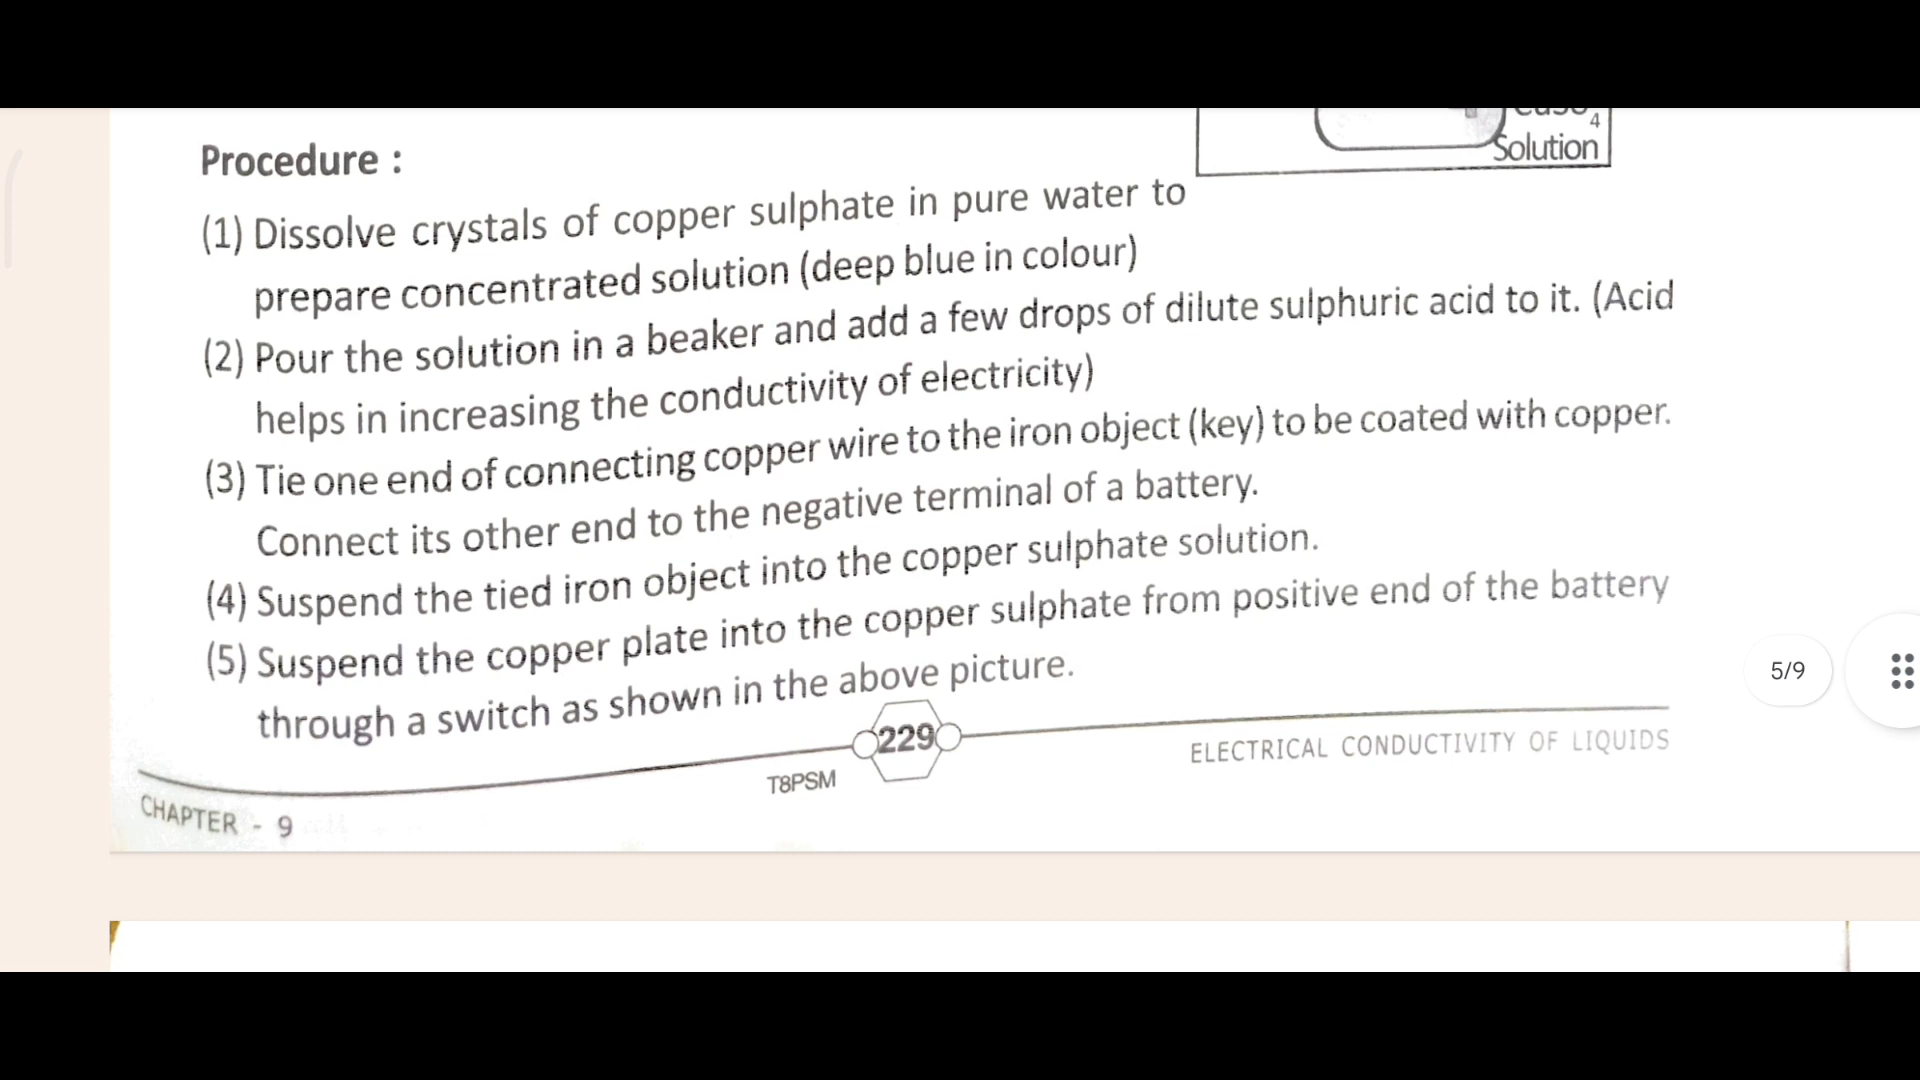 4
Solution
Procedure :
(1) Dissolve crystals of copper sulphate in pure water to
prepare concentrated solution (deep blue in colour)
(2) Pour the solution in a beaker and add a few drops of dilute sulphuric acid to it. (Acid
helps in increasing the conductivity of electricity)
(3) Tie one end of connecting copper wire to the iron object (key) to be coated with copper.
Connect its other end to the negative terminal of a battery.
(4) Suspend the tied iron object into the copper sulphate solution.
(5) Suspend the copper plate into the copper sulphate from positive end of the battery
through a switch as shown in the above picture.
5/9
229
ELECTRICAL CONDUCTIVITY OF LIQUIDS
T8PSM
CHAPTER - 9